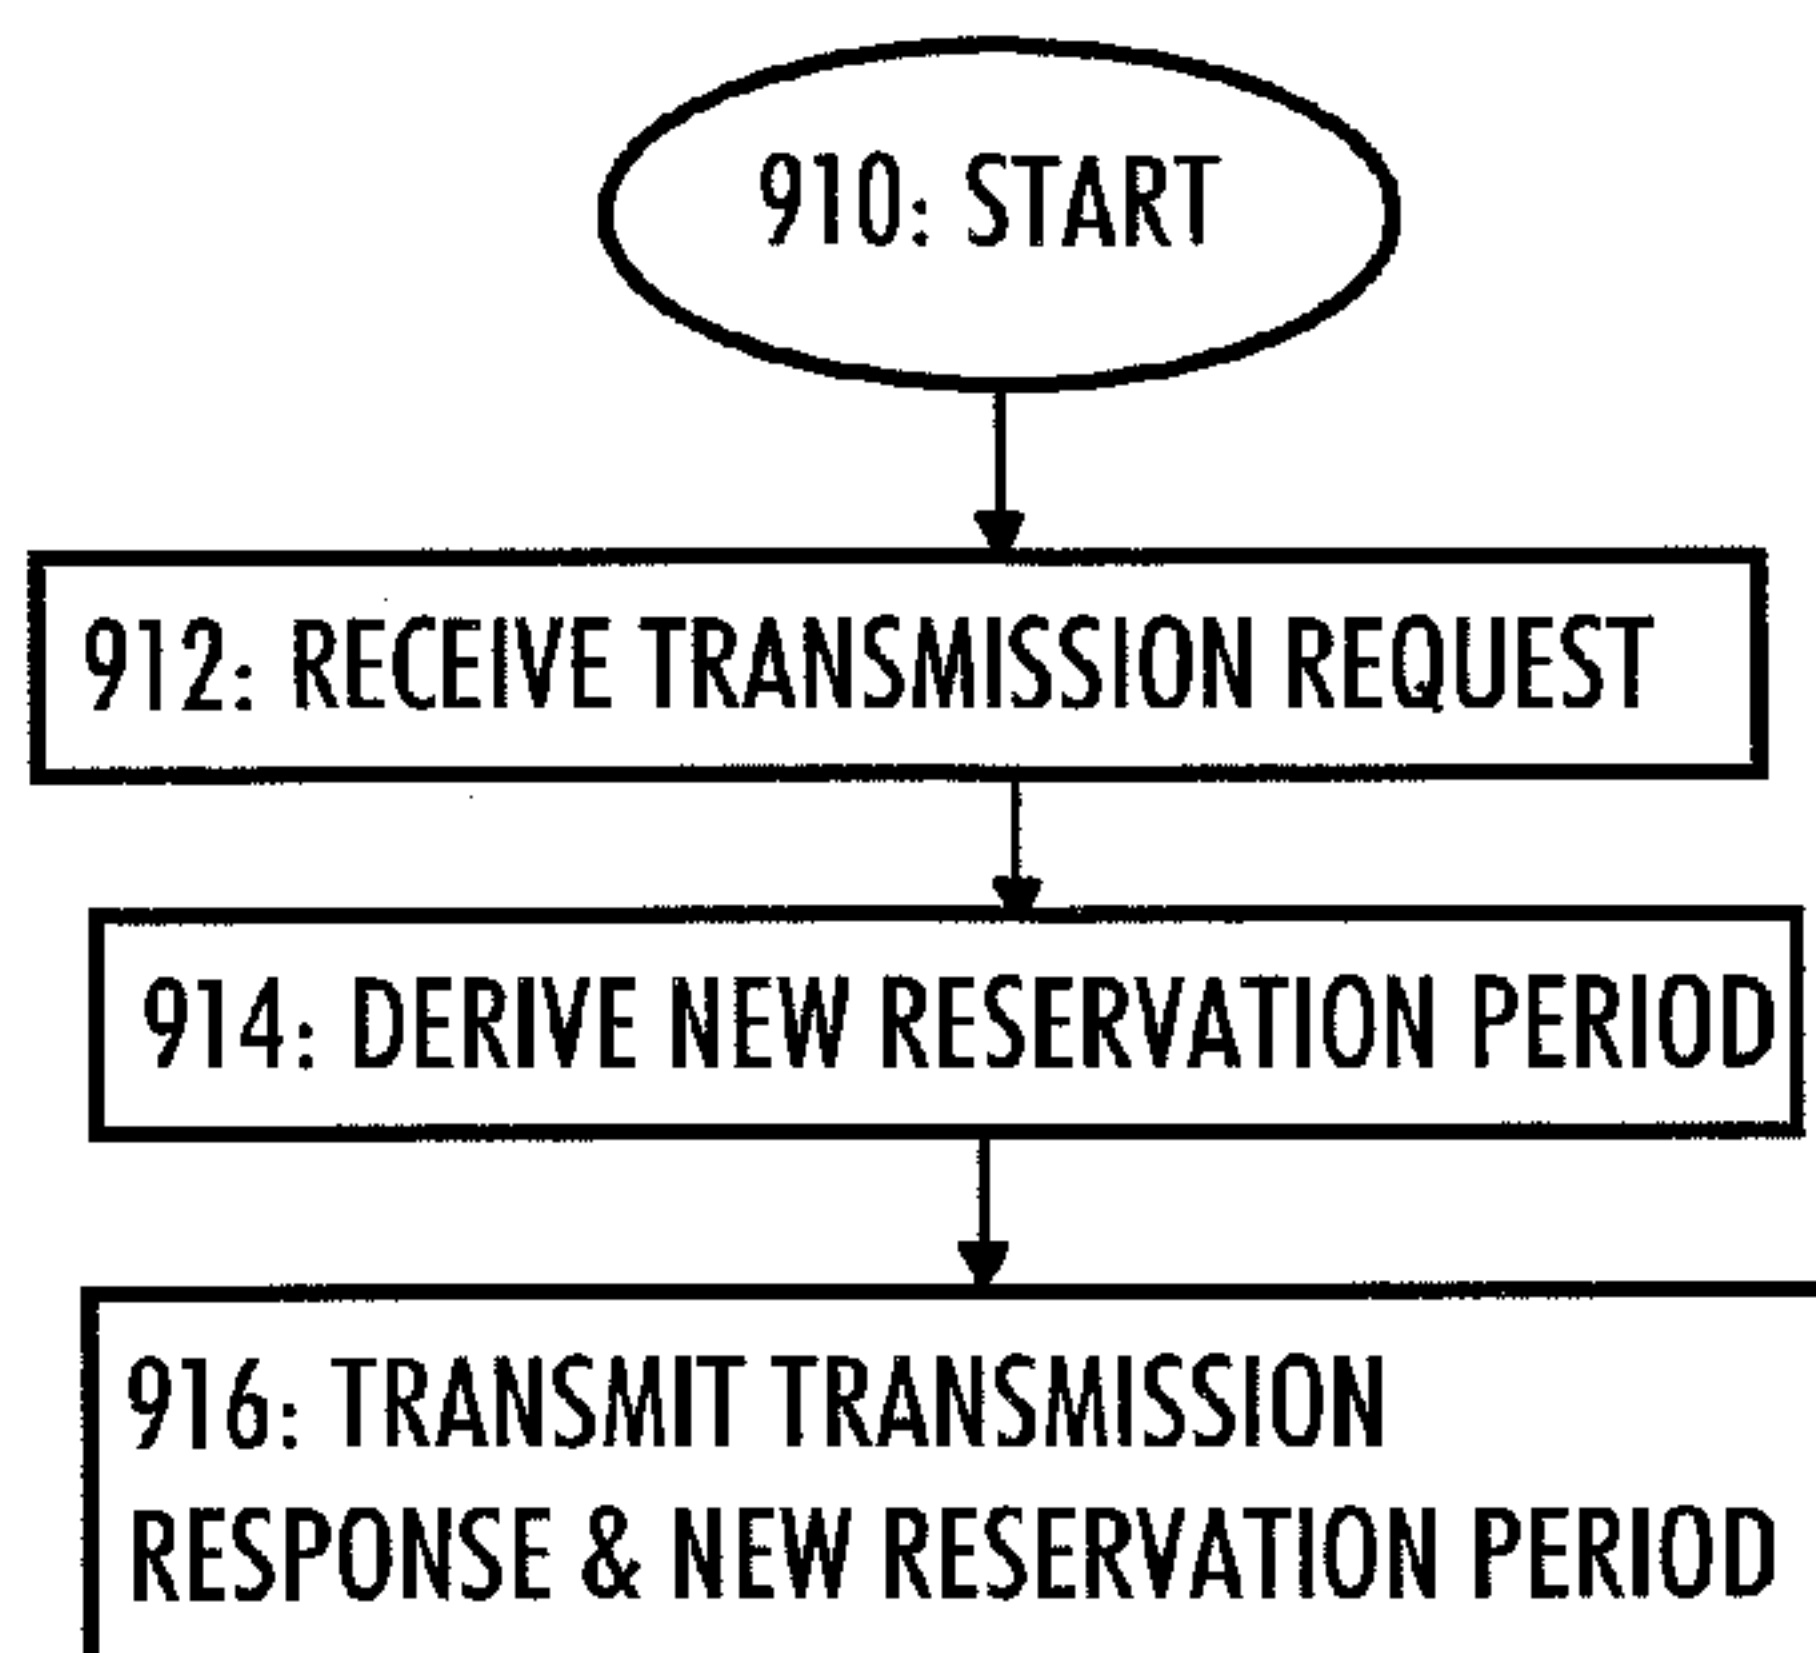 910: START
912: RECEIVE TRANSMISSION REQUEST
914: DERIVE NEW RESERVATION PERIOD
916: TRANSMIT TRANSMISSION
RESPONSE & NEW RESERVATION PERIOD